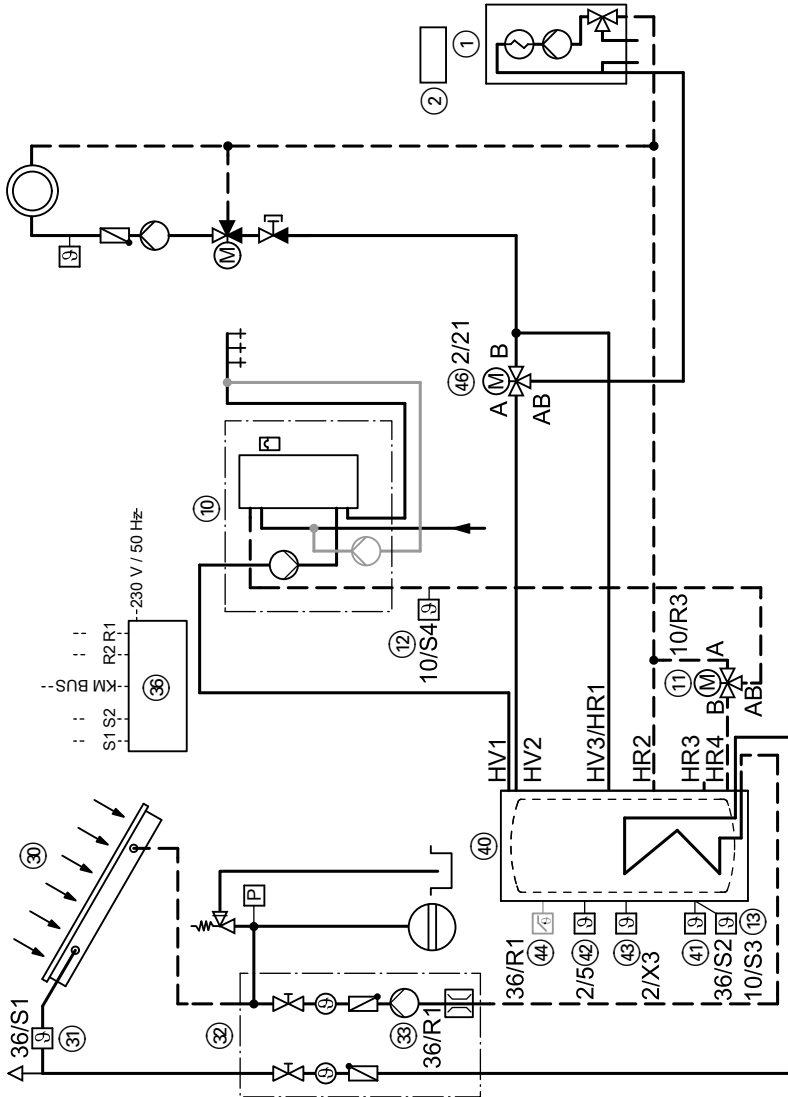 1
2
M
46
2/21
M
A
B
AB
10
230 V / 50 Hz
S1 S2
KM BUS
R2 R1
36
12
10/S4
10/R3
11
M
A
B
AB
HV1
HV2
HV3/HR1
HR2
HR3
HR4
30
40
P
36/S1
31
32
33
36/R1
ϑ
ϑ
ϑ
ϑ
ϑ
36/R1
44
ϑ
2/5
42
ϑ
43
2/X3
ϑ
41
36/S2
ϑ
13
10/S3
ϑ